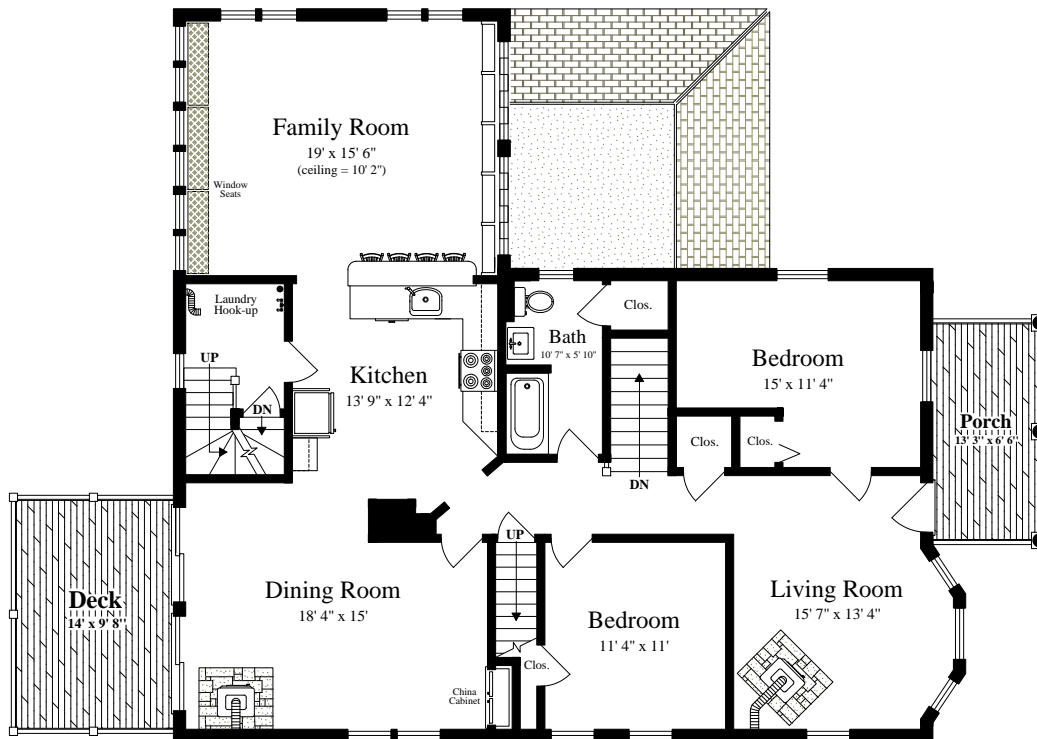 Family Room
19' x 15' 6"
(ceiling = 10' 2")
Window
Seats
Laundry
Hook-up
UP
DN
Kitchen
13' 9" x 12' 4"
Clos.
Bath
10' 7" x 5' 10"
DN
Bedroom
15' x 11' 4"
Clos.
Clos.
Porch
13' 3" x 6' 6"
Deck
14' x 9' 8"
Dining Room
18' 4" x 15'
UP
China
Cabinet
Clos.
Bedroom
11' 4" x 11'
Living Room
15' 7" x 13' 4"